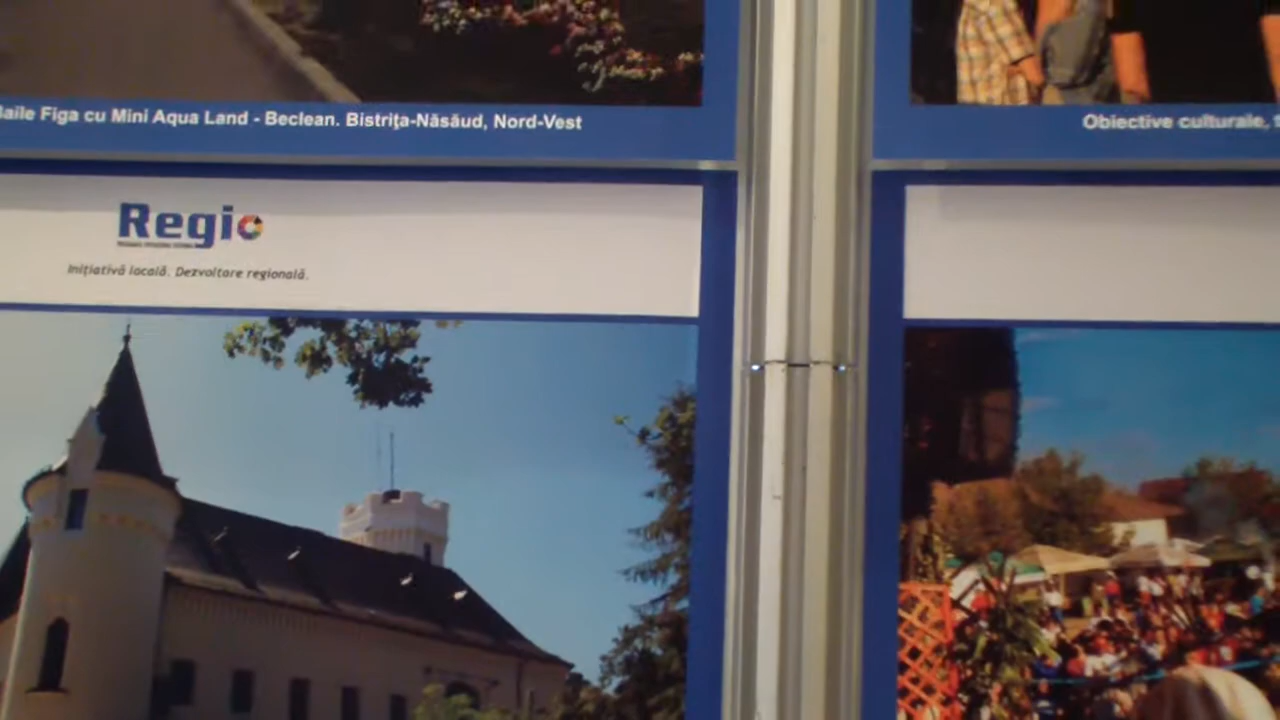 Baile Figa cu Mini Aqua Land - Beclean. Bistriţa-Năsăud, Nord-Vest
Obiective culturale,
Regio
Iniţiativă locală. Dezvoltare regională.